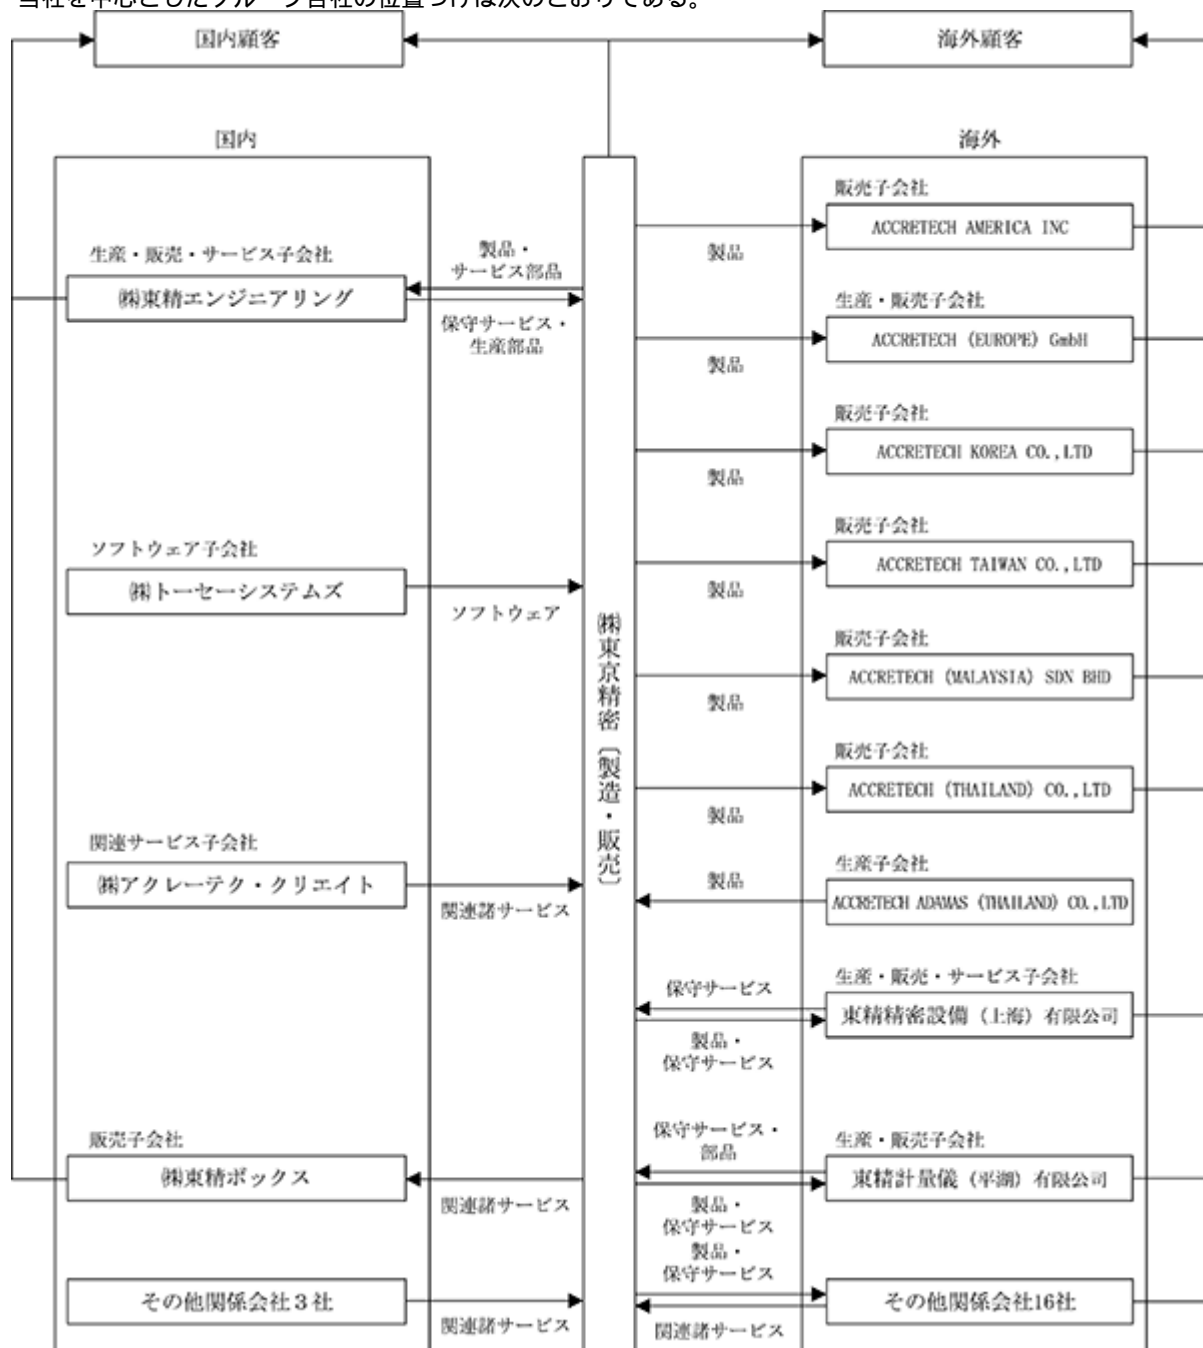 当社を中心としたグループ各社の位置づけは次のとおりである。
国内顧客
海外顧客
国内
海外
生産・販売・サービス子会社
㈱東精エンジニアリング
製品・
サービス部品
保守サービス・
生産部品
ソフトウェア子会社
㈱トーセーシステムズ
ソフトウェア
関連サービス子会社
㈱アクレーテク・クリエイト
関連諸サービス
販売子会社
㈱東精ボックス
関連諸サービス
その他関係会社3社
関連諸サービス
㈱東京精密〔製造・販売〕
販売子会社
ACCRETECH AMERICA INC
製品
生産・販売子会社
ACCRETECH (EUROPE) GmbH
製品
販売子会社
ACCRETECH KOREA CO.,LTD
製品
販売子会社
ACCRETECH TAIWAN CO.,LTD
製品
販売子会社
ACCRETECH (MALAYSIA) SDN BHD
製品
販売子会社
ACCRETECH (THAILAND) CO.,LTD
製品
生産子会社
製品
ACCRETECH ADAMAS (THAILAND) CO.,LTD
生産・販売・サービス子会社
保守サービス
東精精密設備（上海）有限公司
製品・
保守サービス
生産・販売子会社
保守サービス・
部品
東精計量儀（平湖）有限公司
製品・
保守サービス
製品・
保守サービス
その他関係会社16社
関連諸サービス